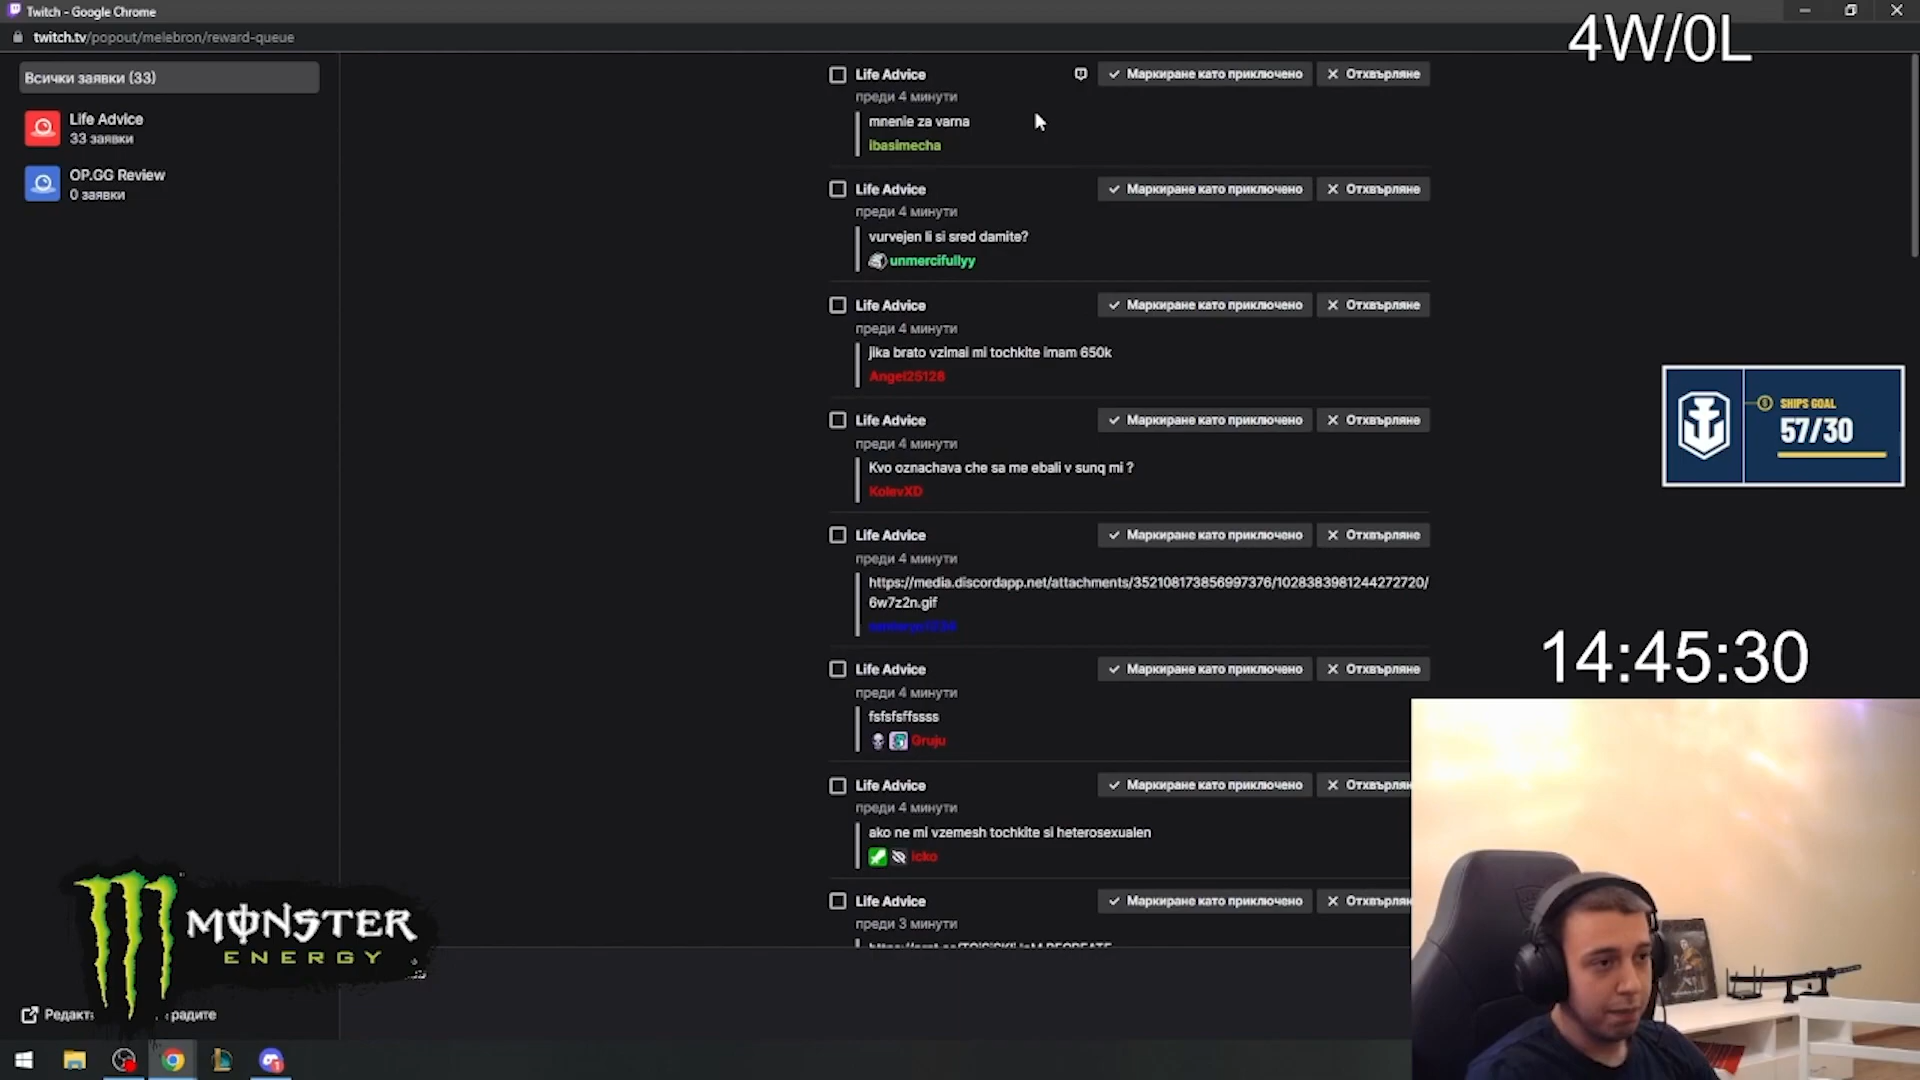 Twitch - Google Chrome
twitch.tv/popout/melebron/reward-queue
4W/0L
Всички заявки (33)
Life Advice
33 заявки
OP.GG Review
0 заявки
Life Advice
Маркиране като приключено
Отхвърляне
преди 4 минути
mnenie za varna
ibasimecha
Life Advice
Маркиране като приключено
Отхвърляне
преди 4 минути
vurvejen li si sred damite?
unmercifullyy
Life Advice
Маркиране като приключено
Отхвърляне
преди 4 минути
jika brato vzimai mi tochkite imam 650k
Angel25128
Life Advice
Маркиране като приключено
Отхвърляне
преди 4 минути
Kvo oznachava che sa me ebali v sunq mi ?
KolevXD
Life Advice
Маркиране като приключено
Отхвърляне
преди 4 минути
https://media.discordapp.net/attachments/352108173856997376/1028383981244272720/
6w7z2n.gif
Life Advice
Маркиране като приключено
Отхвърляне
преди 4 минути
fsfsfsffssss
Gruju
Life Advice
Маркиране като приключено
Отхвърлян
преди 4 минути
ako ne mi vzemesh tochkite si heterosexualen
icko
Life Advice
Маркиране като приключено
Отхвърлян
преди 3 минути
SHIPS GOAL
57/30
14:45:30
MONSTER
ENERGY
Редакт
радите